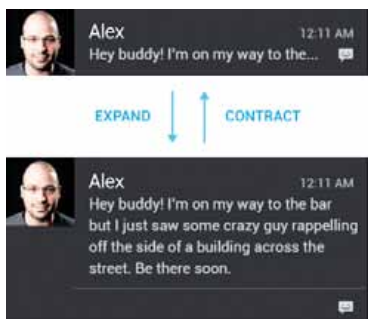 Alex 12:11 AM
Hey buddy! I'm on my way to the...
EXPAND CONTRACT
Alex 12:11 AM
Hey buddy! I'm on my way to the bar
but I just saw some crazy guy rappelling
off the side of a building across the
street. Be there soon.